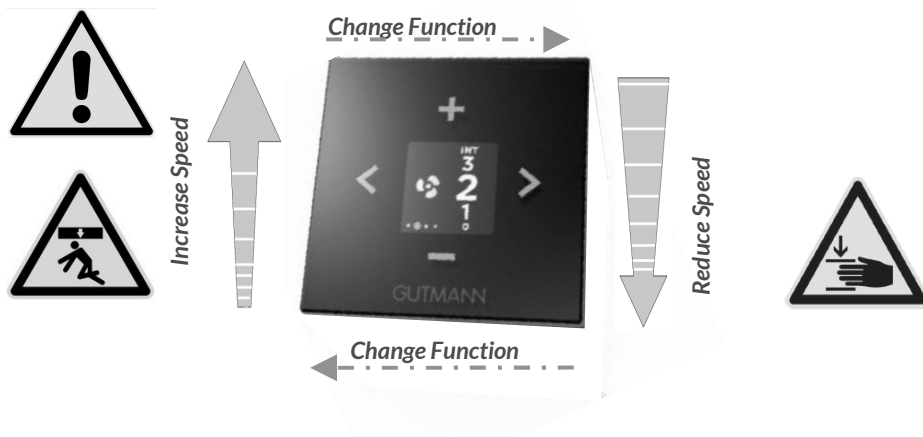 Change Function
Increase Speed
+
<
>
INT
3
2
1
0
-
GUTMANN
Reduce Speed
Change Function